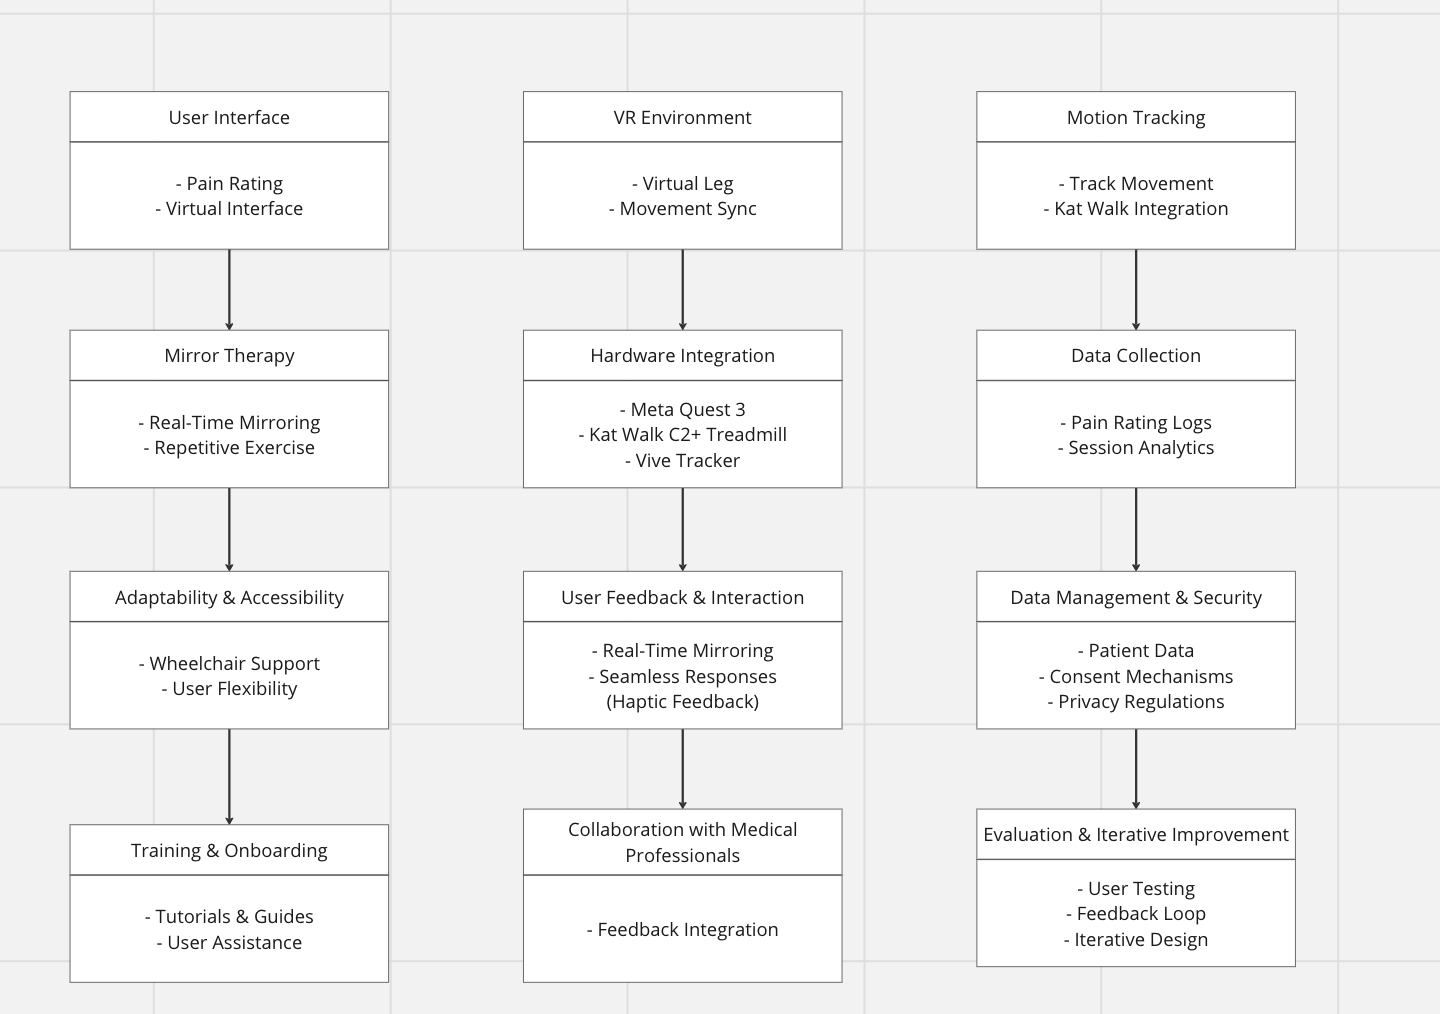 User Interface
- Pain Rating
- Virtual Interface
Mirror Therapy
- Real-Time Mirroring
- Repetitive Exercise
Adaptability & Accessibility
- Wheelchair Support
- User Flexibility
Training & Onboarding
- Tutorials & Guides
- User Assistance
VR Environment
- Virtual Leg
- Movement Sync
Hardware Integration
- Meta Quest 3
- Kat Walk C2+ Treadmill
- Vive Tracker
User Feedback & Interaction
- Real-Time Mirroring
- Seamless Responses
(Haptic Feedback)
Collaboration with Medical
Professionals
- Feedback Integration
Motion Tracking
- Track Movement
- Kat Walk Integration
Data Collection
- Pain Rating Logs
- Session Analytics
Data Management & Security
- Patient Data
- Consent Mechanisms
- Privacy Regulations
Evaluation & Iterative Improvement
- User Testing
- Feedback Loop
- Iterative Design